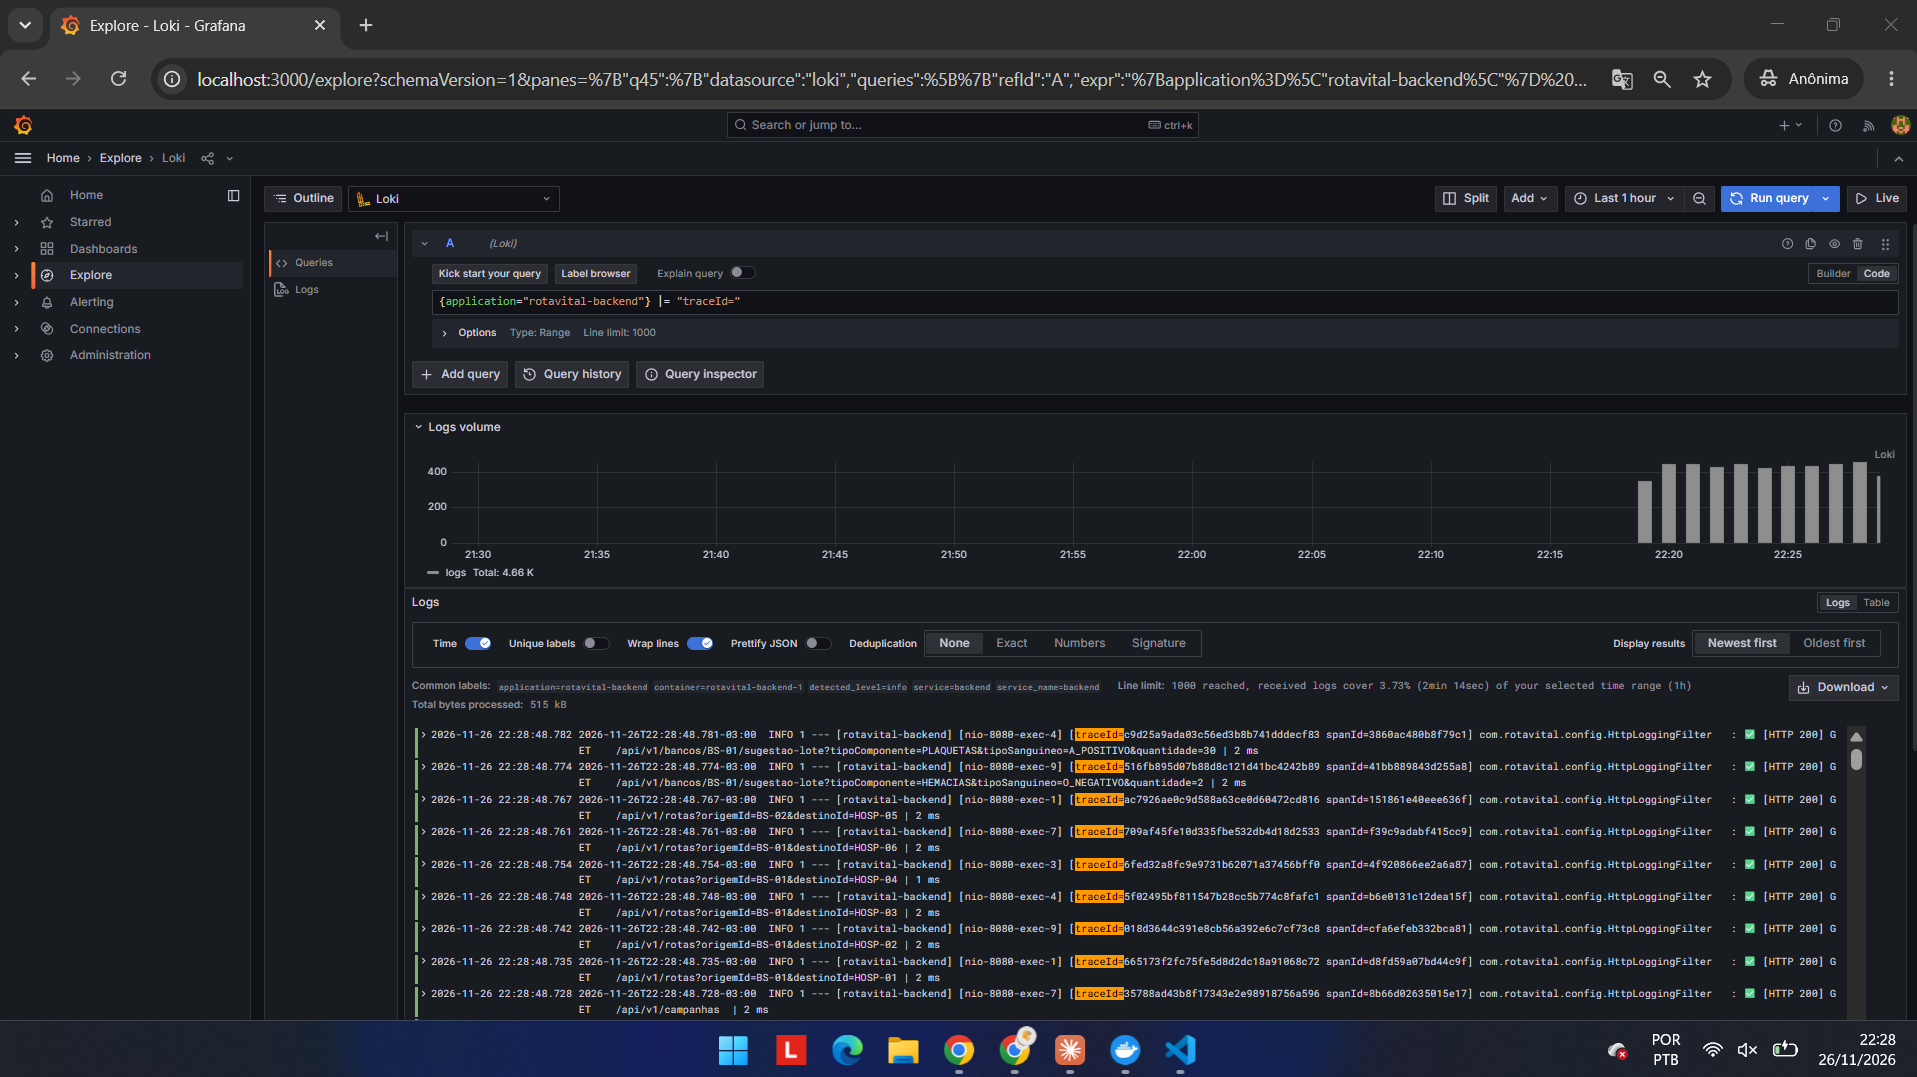 Explore - Loki - Grafana
localhost:3000/explore?schemaVersion=1&panes=%7B"q45":%7B"datasource":"loki","queries":%5B%7B"refId":"A","expr":"%7Bapplication%3D%5C"rotavital-backend%5C"%7D%20...
Anônima
Search or jump to...
ctrl+k
Home › Explore › Loki
Home
Starred
Dashboards
Explore
Alerting
Connections
Administration
Outline
Loki
Split
Add
Last 1 hour
Run query
Live
Queries
Logs
A (Loki)
Kick start your query
Label browser
Explain query
Builder
Code
{application="rotavital-backend"} |= "traceId="
Options Type: Range Line limit: 1000
+ Add query
Query history
Query inspector
Logs volume
400
200
0
21:30 21:35 21:40 21:45 21:50 21:55 22:00 22:05 22:10 22:15 22:20 22:25
Loki
logs Total: 4.66 K
Logs
Logs Table
Time
Unique labels
Wrap lines
Prettify JSON
Deduplication None Exact Numbers Signature
Display results Newest first Oldest first
Common labels: application=rotavital-backend container=rotavital-backend-1 detected_level=info service=backend service_name=backend Line limit: 1000 reached, received logs cover 3.73% (2min 14sec) of your selected time range (1h)
Total bytes processed: 515 kB
Download
2026-11-26 22:28:48.782 2026-11-26T22:28:48.781-03:00 INFO 1 --- [rotavital-backend] [nio-8080-exec-4] [traceId=c9d25a9ada03c56ed3b8b741dddecf83 spanId=3860ac480b8f79c1] com.rotavital.config.HttpLoggingFilter : ✅ [HTTP 200] G
ET /api/v1/bancos/BS-01/sugestao-lote?tipoComponente=PLAQUETAS&tipoSanguineo=A_POSITIVO&quantidade=30 | 2 ms
2026-11-26 22:28:48.774 2026-11-26T22:28:48.774-03:00 INFO 1 --- [rotavital-backend] [nio-8080-exec-9] [traceId=516fb895d07b88d8c121d41bc4242b89 spanId=41bb889843d255a8] com.rotavital.config.HttpLoggingFilter : ✅ [HTTP 200] G
ET /api/v1/bancos/BS-01/sugestao-lote?tipoComponente=HEMACIAS&tipoSanguineo=O_NEGATIVO&quantidade=2 | 2 ms
2026-11-26 22:28:48.767 2026-11-26T22:28:48.767-03:00 INFO 1 --- [rotavital-backend] [nio-8080-exec-1] [traceId=ac7926ae0c9d588a63ce0d60472cd816 spanId=151861e40eee636f] com.rotavital.config.HttpLoggingFilter : ✅ [HTTP 200] G
ET /api/v1/rotas?origemId=BS-02&destinoId=HOSP-05 | 2 ms
2026-11-26 22:28:48.761 2026-11-26T22:28:48.761-03:00 INFO 1 --- [rotavital-backend] [nio-8080-exec-7] [traceId=709af45fe10d335fbe532db4d18d2533 spanId=f39c9adabf415cc9] com.rotavital.config.HttpLoggingFilter : ✅ [HTTP 200] G
ET /api/v1/rotas?origemId=BS-01&destinoId=HOSP-06 | 2 ms
2026-11-26 22:28:48.754 2026-11-26T22:28:48.754-03:00 INFO 1 --- [rotavital-backend] [nio-8080-exec-3] [traceId=6fed32a8fc9e9731b62071a37456bff0 spanId=4f920866ee2a6a87] com.rotavital.config.HttpLoggingFilter : ✅ [HTTP 200] G
ET /api/v1/rotas?origemId=BS-01&destinoId=HOSP-04 | 1 ms
2026-11-26 22:28:48.748 2026-11-26T22:28:48.748-03:00 INFO 1 --- [rotavital-backend] [nio-8080-exec-4] [traceId=5f02495bf811547b28cc5b774c8fafc1 spanId=b6e0131c12dea15f] com.rotavital.config.HttpLoggingFilter : ✅ [HTTP 200] G
ET /api/v1/rotas?origemId=BS-01&destinoId=HOSP-03 | 2 ms
2026-11-26 22:28:48.742 2026-11-26T22:28:48.742-03:00 INFO 1 --- [rotavital-backend] [nio-8080-exec-9] [traceId=018d3644c391e8cb56a392e6c7cf73c8 spanId=cfa6efeb332bca81] com.rotavital.config.HttpLoggingFilter : ✅ [HTTP 200] G
ET /api/v1/rotas?origemId=BS-01&destinoId=HOSP-02 | 2 ms
2026-11-26 22:28:48.735 2026-11-26T22:28:48.735-03:00 INFO 1 --- [rotavital-backend] [nio-8080-exec-1] [traceId=665173f2fc75fe5d8d2dc18a91068c72 spanId=d8fd59a07bd44c9f] com.rotavital.config.HttpLoggingFilter : ✅ [HTTP 200] G
ET /api/v1/rotas?origemId=BS-01&destinoId=HOSP-01 | 2 ms
2026-11-26 22:28:48.728 2026-11-26T22:28:48.728-03:00 INFO 1 --- [rotavital-backend] [nio-8080-exec-7] [traceId=35788ad43b8f17343e2e98918756a596 spanId=8b66d02635015e17] com.rotavital.config.HttpLoggingFilter : ✅ [HTTP 200] G
ET /api/v1/campanhas | 2 ms
L
POR
PTB
22:28
26/11/2026